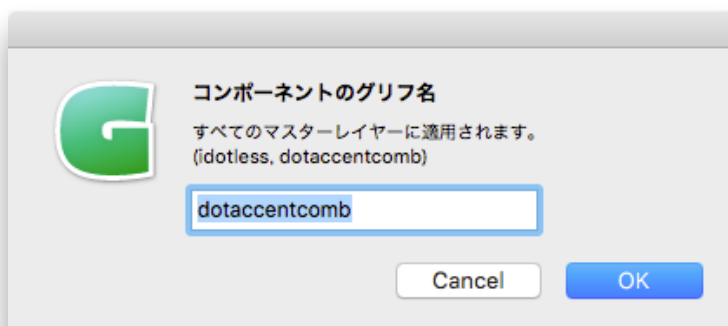 コンポーネントのグリフ名
すべてのマスターレイヤーに適用されます。
(idotless, dotaccentcomb)
dotaccentcomb
Cancel OK